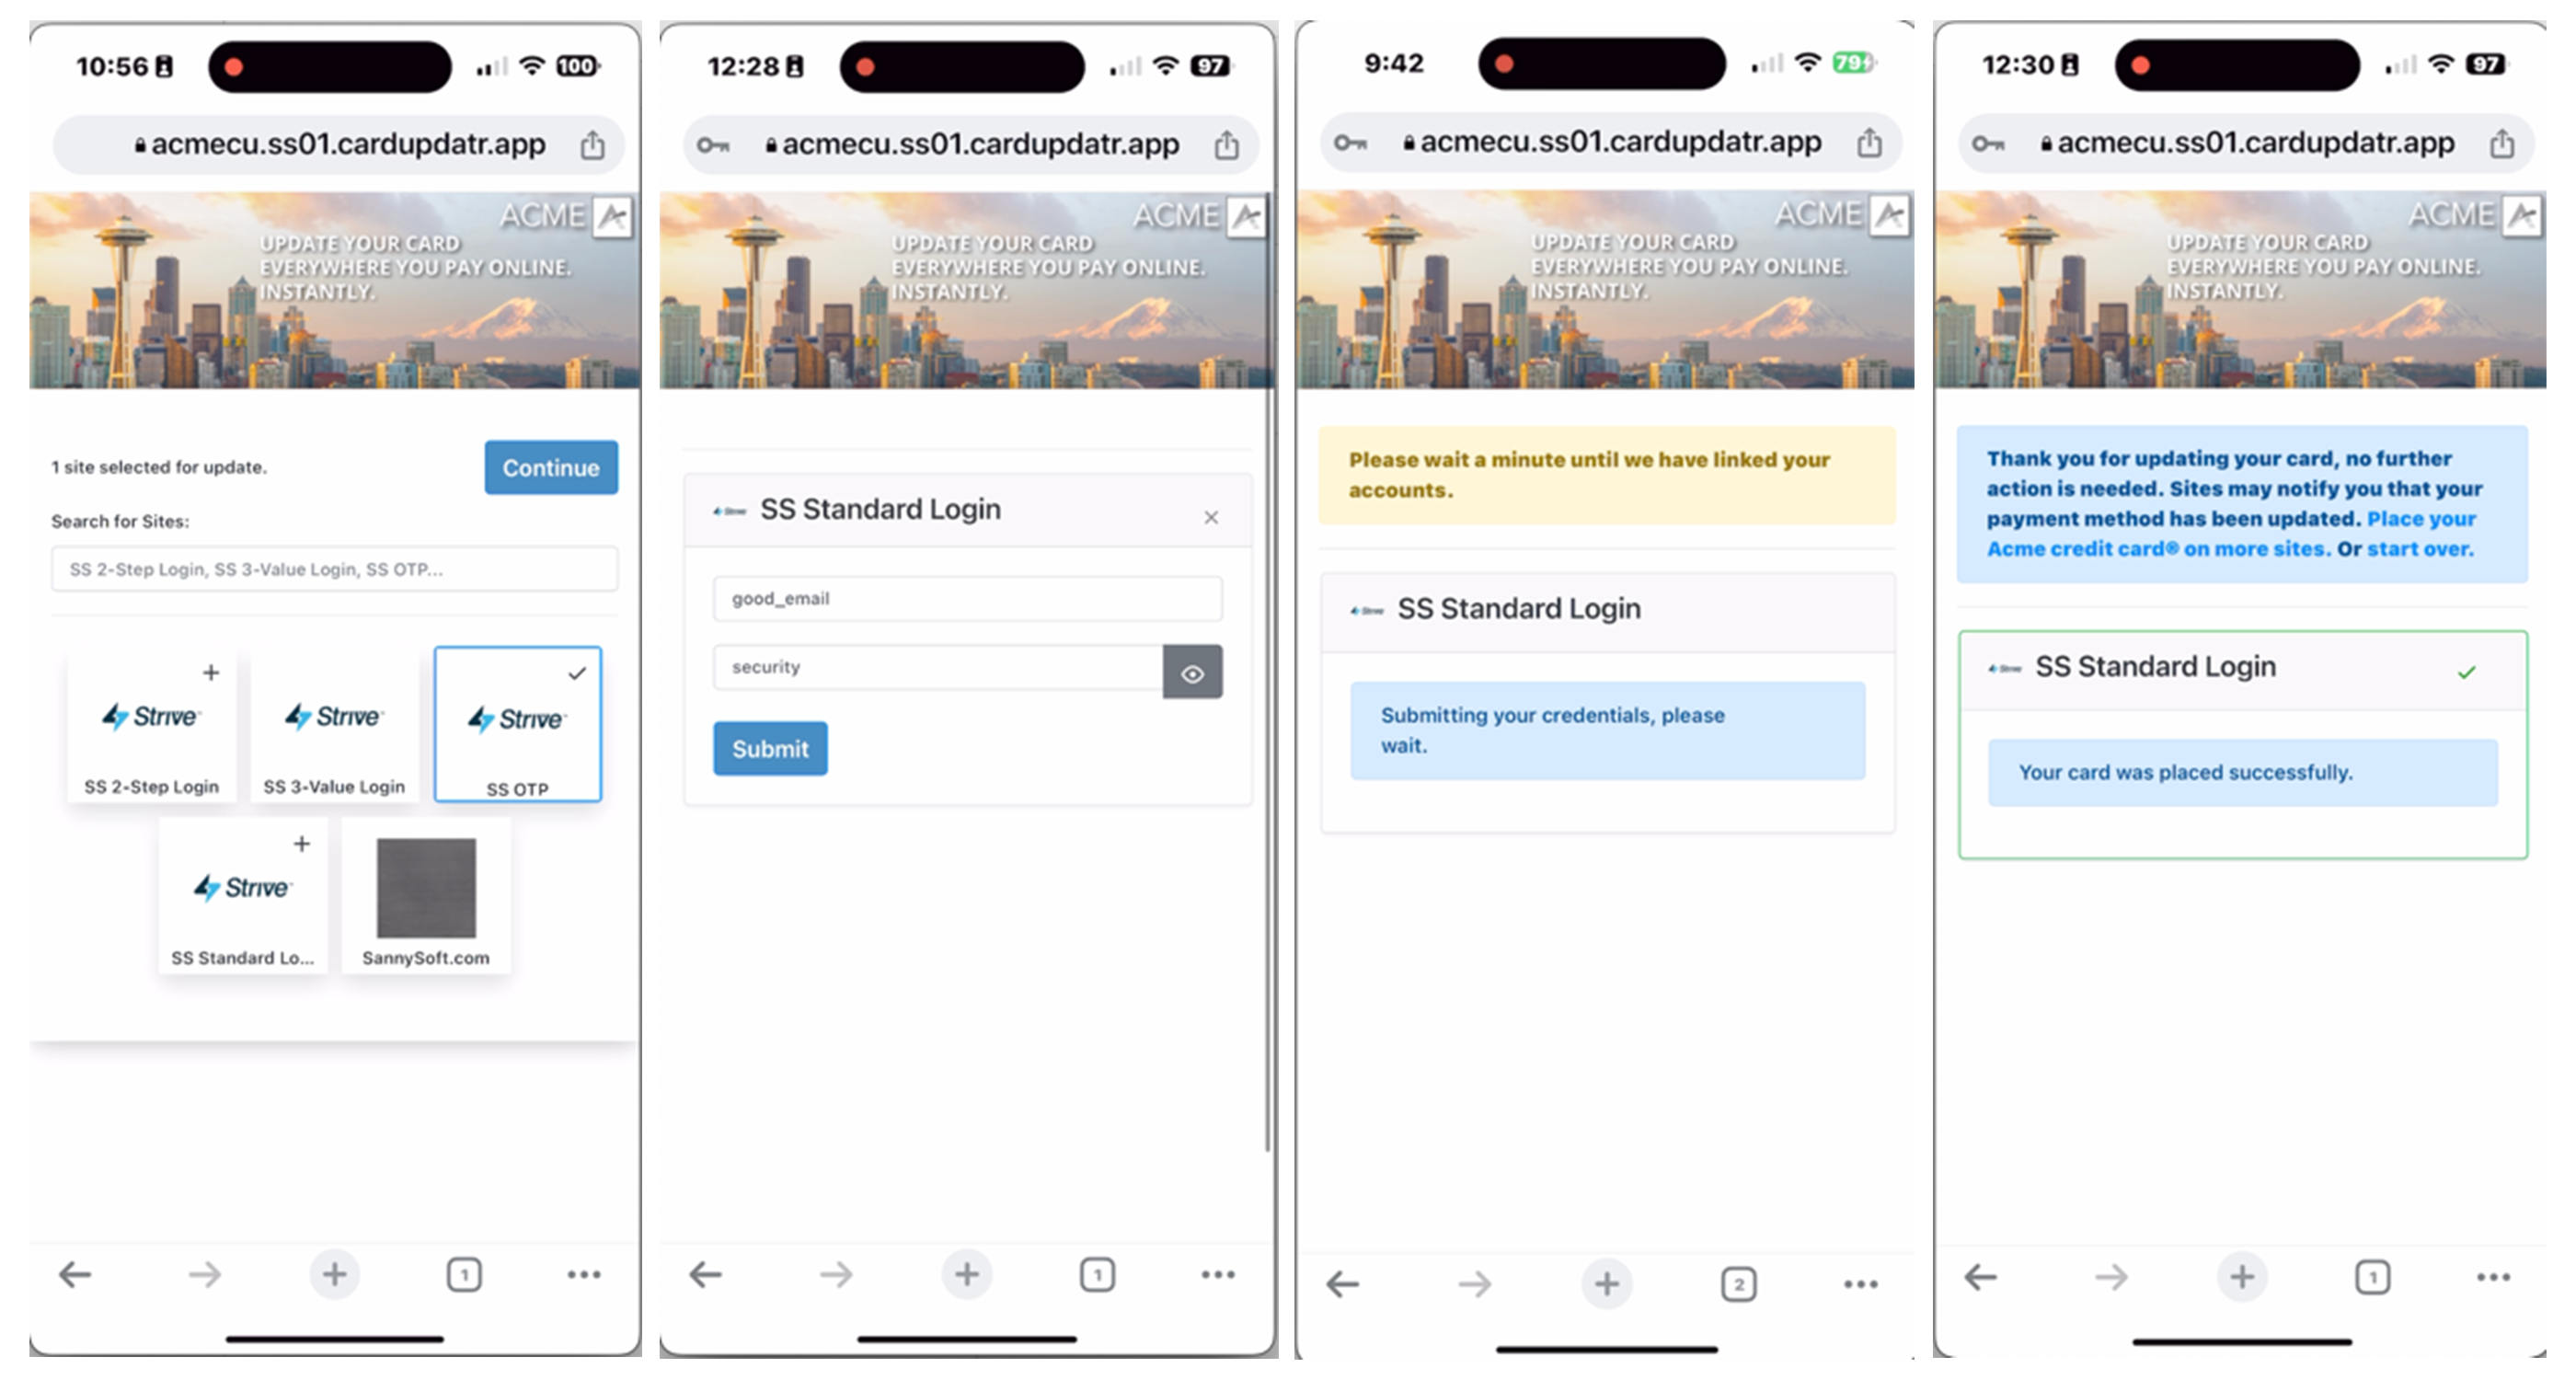 10:56
100
acmecu.ss01.cardupdatr.app
ACME
UPDATE YOUR CARD
EVERYWHERE YOU PAY ONLINE.
INSTANTLY.
1 site selected for update.
Continue
Search for Sites:
SS 2-Step Login, SS 3-Value Login, SS OTP...
Strive
SS 2-Step Login
Strive
SS 3-Value Login
Strive
SS OTP
Strive
SS Standard Lo...
SannySoft.com
1
12:28
97
acmecu.ss01.cardupdatr.app
ACME
UPDATE YOUR CARD
EVERYWHERE YOU PAY ONLINE.
INSTANTLY.
Strive SS Standard Login
good_email
security
Submit
1
9:42
79
acmecu.ss01.cardupdatr.app
ACME
UPDATE YOUR CARD
EVERYWHERE YOU PAY ONLINE.
INSTANTLY.
Please wait a minute until we have linked your
accounts.
Strive SS Standard Login
Submitting your credentials, please
wait.
2
12:30
97
acmecu.ss01.cardupdatr.app
ACME
UPDATE YOUR CARD
EVERYWHERE YOU PAY ONLINE.
INSTANTLY.
Thank you for updating your card, no further
action is needed. Sites may notify you that your
payment method has been updated. Place your
Acme credit card® on more sites. Or start over.
Strive SS Standard Login
Your card was placed successfully.
1